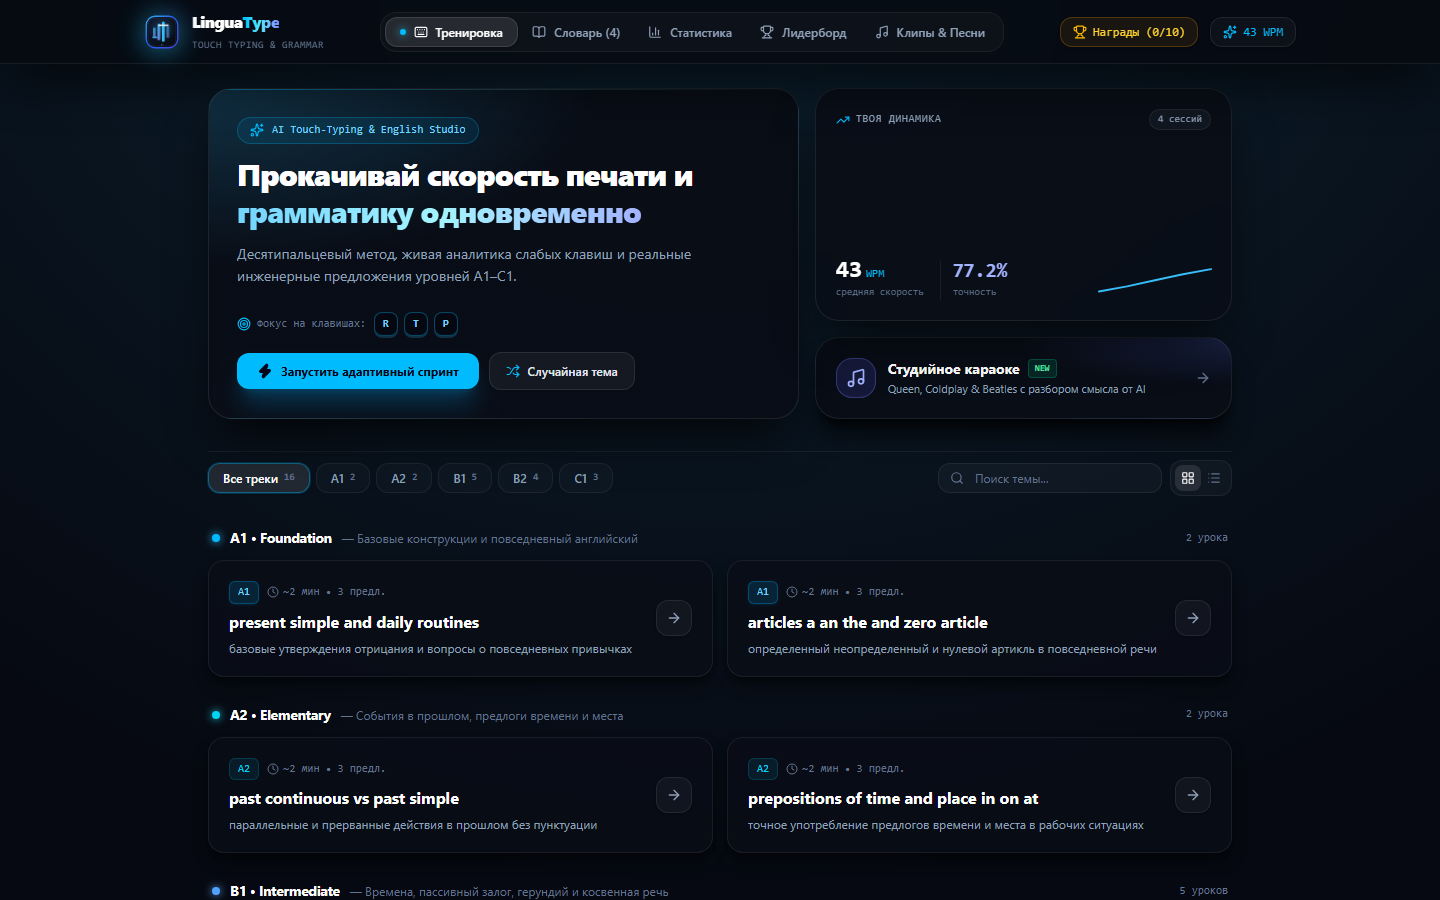 LinguaType
TOUCH TYPING & GRAMMAR
Тренировка
Словарь (4)
Статистика
Лидерборд
Клипы & Песни
Награды (0/10)
43 WPM
AI Touch-Typing & English Studio
Прокачивай скорость печати и
грамматику одновременно
Десятипальцевый метод, живая аналитика слабых клавиш и реальные
инженерные предложения уровней A1–C1.
Фокус на клавишах: R T P
Запустить адаптивный спринт
Случайная тема
ТВОЯ ДИНАМИКА
4 сессий
43 WPM
средняя скорость
77.2%
точность
Студийное караоке NEW
Queen, Coldplay & Beatles с разбором смысла от AI
Все треки 16
A1 2
A2 2
B1 5
B2 4
C1 3
Поиск темы...
A1 • Foundation — Базовые конструкции и повседневный английский
2 урока
A1 ~2 мин • 3 предл.
present simple and daily routines
базовые утверждения отрицания и вопросы о повседневных привычках
A1 ~2 мин • 3 предл.
articles a an the and zero article
определенный неопределенный и нулевой артикль в повседневной речи
A2 • Elementary — События в прошлом, предлоги времени и места
2 урока
A2 ~2 мин • 3 предл.
past continuous vs past simple
параллельные и прерванные действия в прошлом без пунктуации
A2 ~2 мин • 3 предл.
prepositions of time and place in on at
точное употребление предлогов времени и места в рабочих ситуациях
B1 • Intermediate — Времена, пассивный залог, герундий и косвенная речь
5 уроков